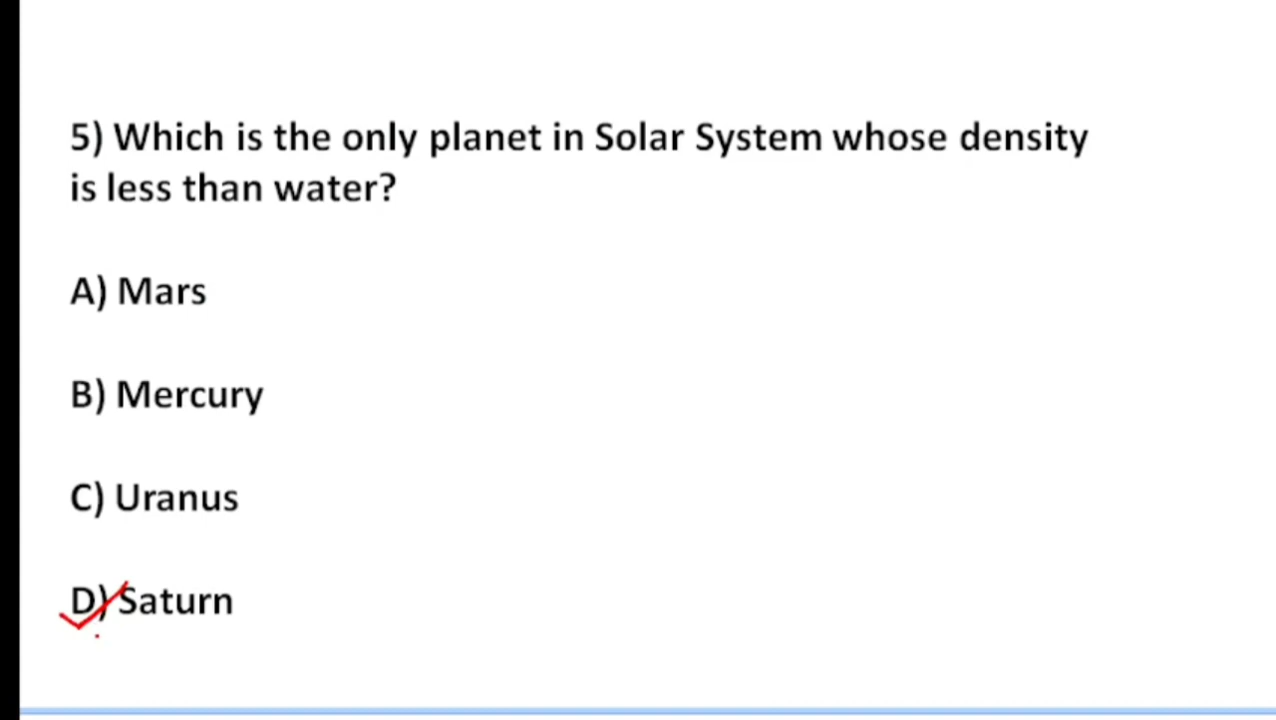 5) Which is the only planet in Solar System whose density
is less than water?
A) Mars
B) Mercury
C) Uranus
D) Saturn